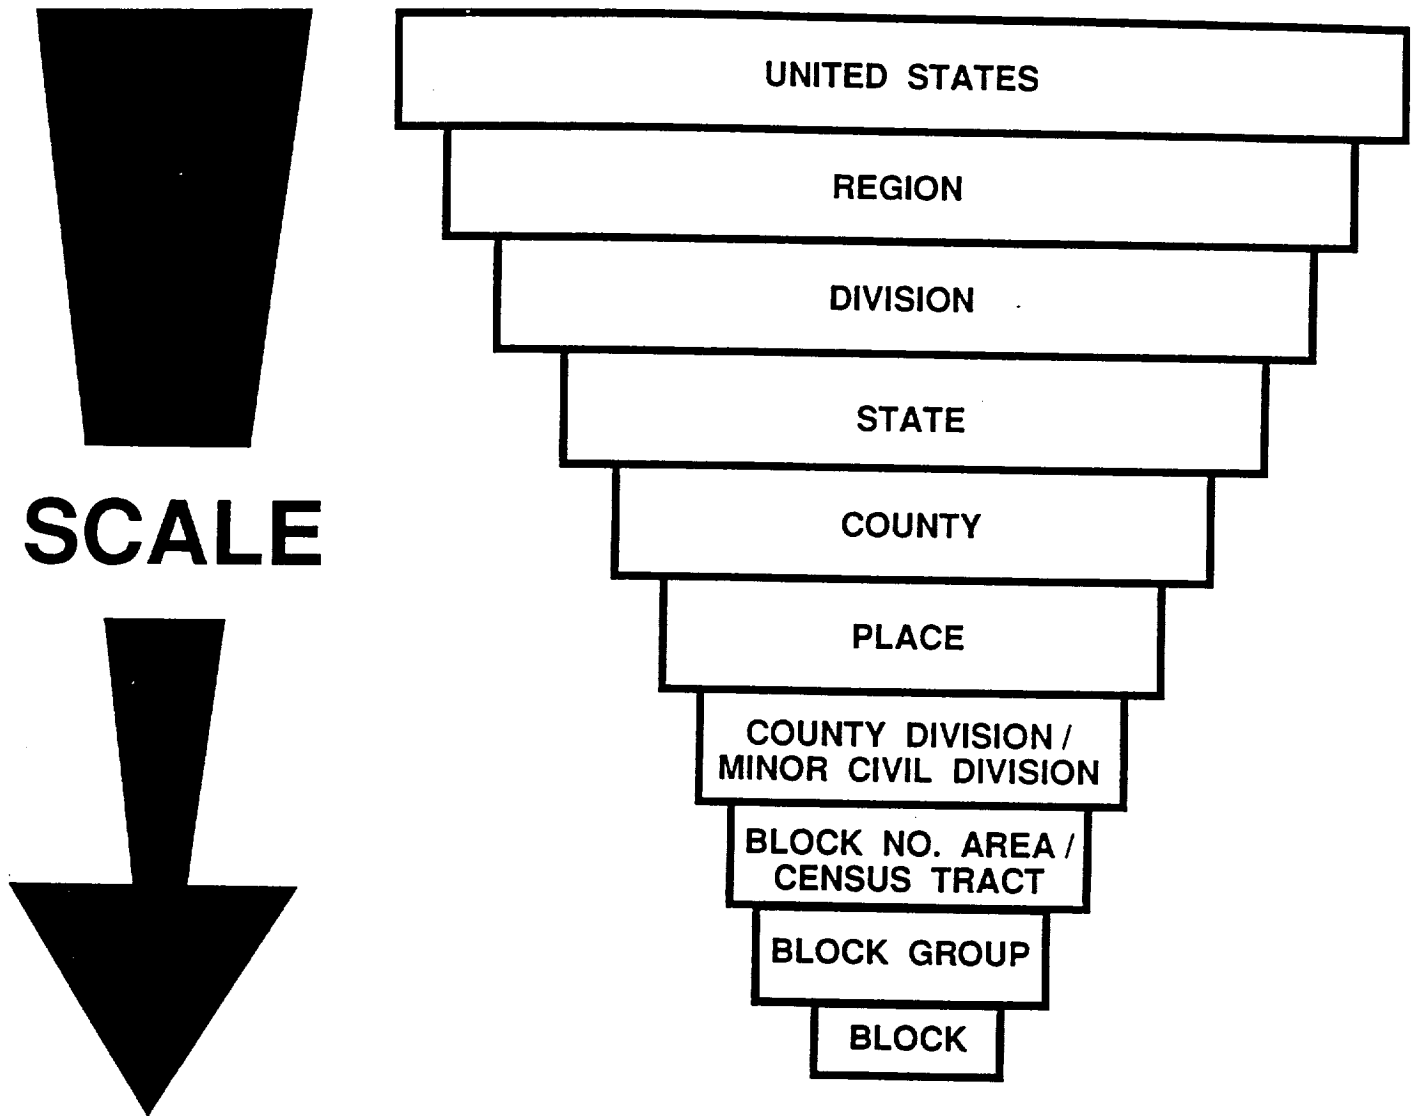 UNITED STATES
REGION
DIVISION
STATE
SCALE
COUNTY
PLACE
COUNTY DIVISION /
MINOR CIVIL DIVISION
BLOCK NO. AREA /
CENSUS TRACT
BLOCK GROUP
BLOCK